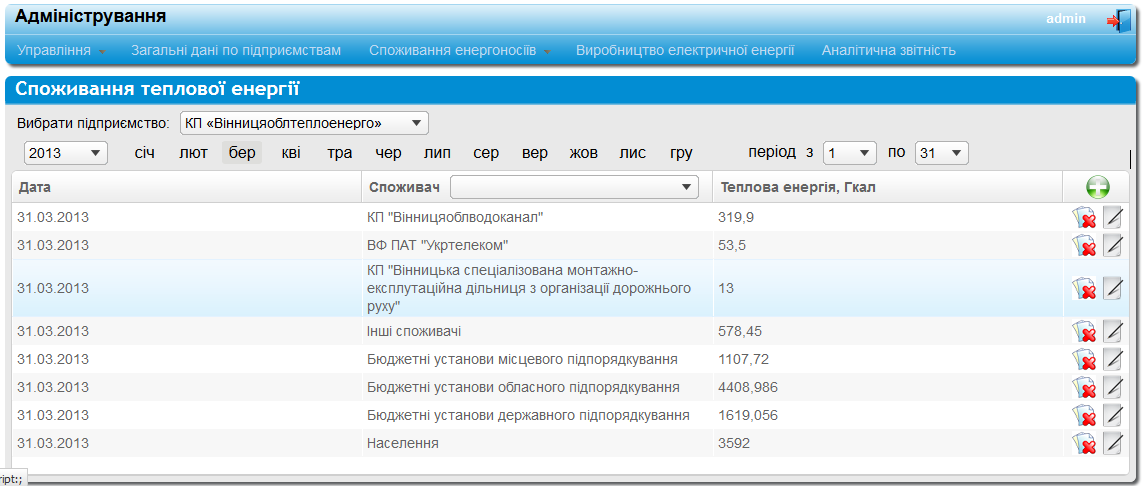 Адміністрування
admin
Управління Загальні дані по підприємствам Споживання енергоносіїв Виробництво електричної енергії Аналітична звітність
Споживання теплової енергії
Вибрати підприємство: КП «Вінницяоблтеплоенерго»
2013 січ лют бер кві тра чер лип сер вер жов лис гру період з 1 по 31
Дата Споживач Теплова енергія, Гкал
31.03.2013 КП "Вінницяоблводоканал" 319,9
31.03.2013 ВФ ПАТ "Укртелеком" 53,5
КП "Вінницька спеціалізована монтажно-
31.03.2013 експлутаційна дільниця з організації дорожнього 13
руху"
31.03.2013 Інші споживачі 578,45
31.03.2013 Бюджетні установи місцевого підпорядкування 1107,72
31.03.2013 Бюджетні установи обласного підпорядкування 4408,986
31.03.2013 Бюджетні установи державного підпорядкування 1619,056
31.03.2013 Населення 3592
ript:;